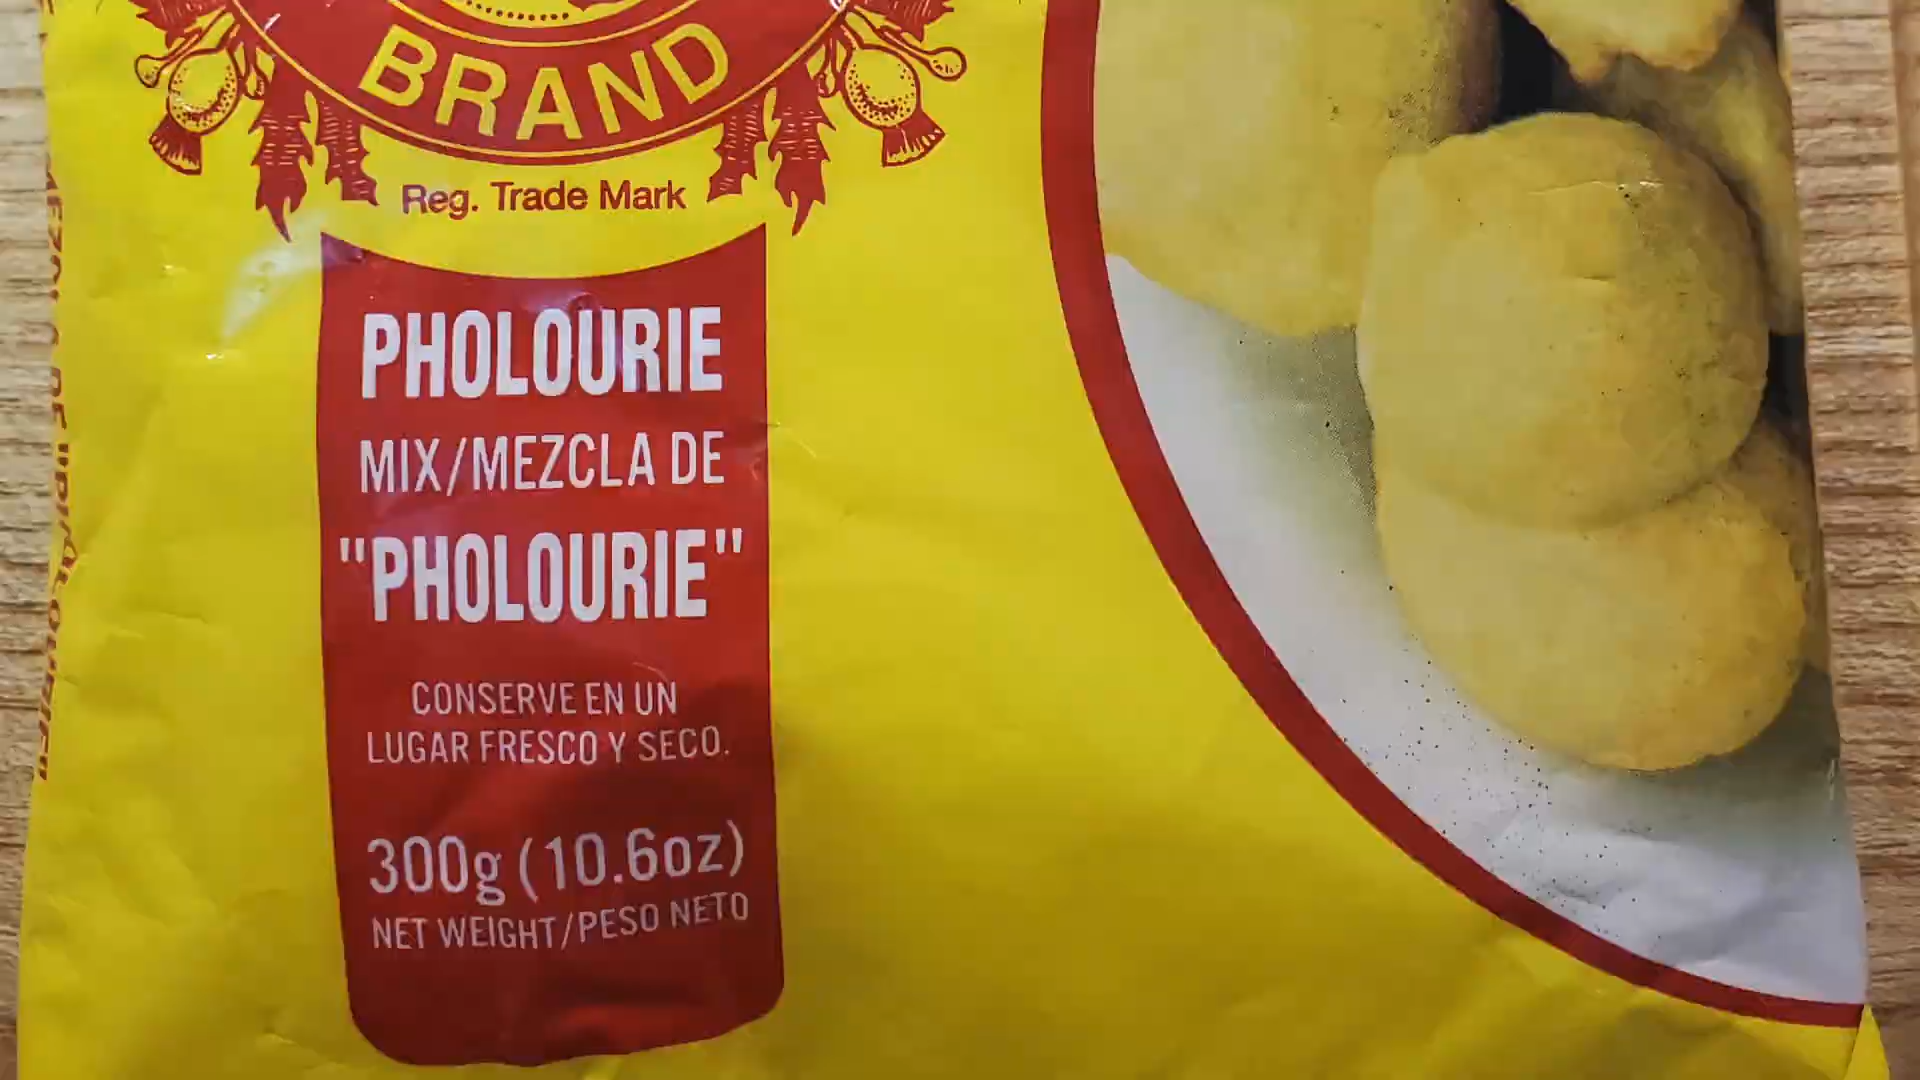 BRAND
Reg. Trade Mark
PHOLOURIE
MIX/MEZCLA DE
"PHOLOURIE"
CONSERVE EN UN
LUGAR FRESCO Y SECO.
300g (10.6oz)
NET WEIGHT/PESO NETO